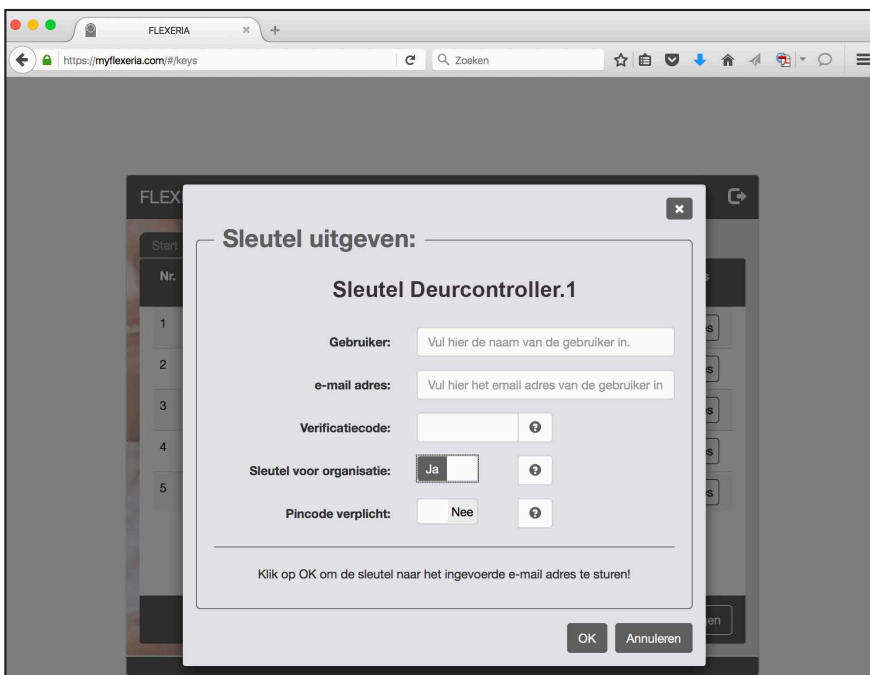 FLEXERIA
https://myflexeria.com/#/keys
Zoeken
FLEX
Start
Sleutel uitgeven:
Nr.
Sleutel Deurcontroller.1
1
Gebruiker: Vul hier de naam van de gebruiker in.
2
e-mail adres: Vul hier het email adres van de gebruiker in
3
Verificatiecode:
4
Sleutel voor organisatie: Ja
5
Pincode verplicht: Nee
Klik op OK om de sleutel naar het ingevoerde e-mail adres te sturen!
OK Annuleren